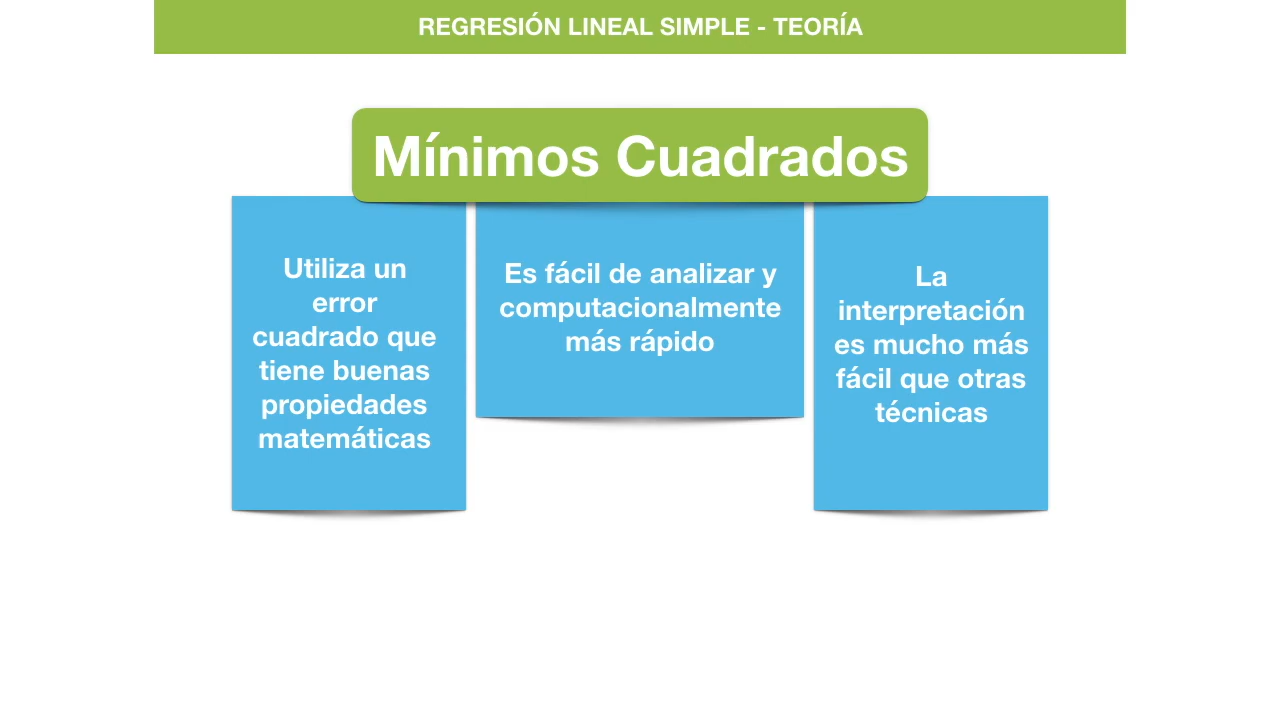 REGRESIÓN LINEAL SIMPLE - TEORÍA
Mínimos Cuadrados
Utiliza un
error
cuadrado que
tiene buenas
propiedades
matemáticas
Es fácil de analizar y
computacionalmente
más rápido
La
interpretación
es mucho más
fácil que otras
técnicas